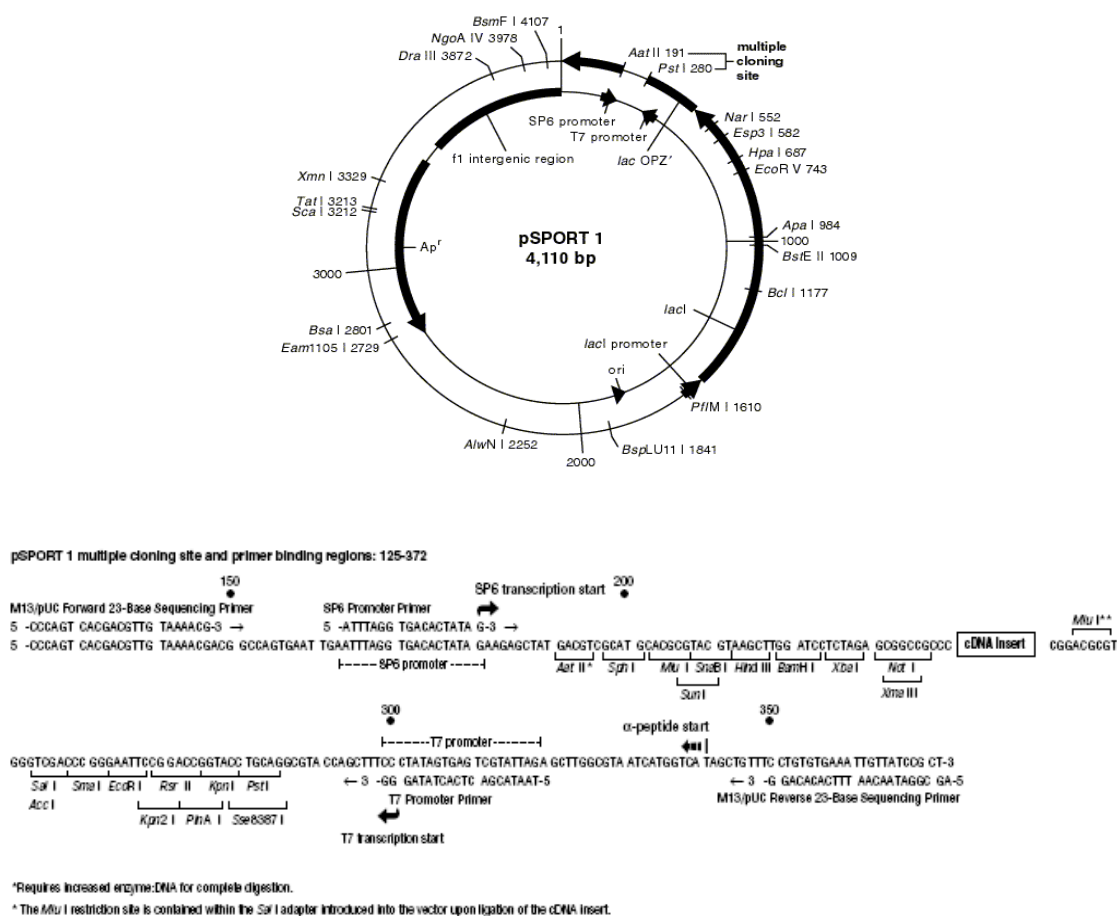 BsmF I 4107
NgoA IV 3978
Dra III 3872
1
Aat II 191
Pst I 280
multiple
cloning
site
SP6 promoter
T7 promoter
lac OPZ′
f1 intergenic region
Nar I 552
Esp3 I 582
Hpa I 687
EcoR V 743
Xmn I 3329
Tat I 3213
Sca I 3212
Apa I 984
1000
BstE II 1009
pSPORT 1
4,110 bp
Apr
3000
Bcl I 1177
lacI
lacI promoter
Bsa I 2801
Eam1105 I 2729
ori
PflM I 1610
AlwN I 2252
2000
BspLU11 I 1841
pSPORT 1 multiple cloning site and primer binding regions: 125-372
150
SP6 transcription start
200
M13/pUC Forward 23-Base Sequencing Primer
SP6 Promoter Primer
Mlu I**
5 -CCCAGT CACGACGTTG TAAAACG-3 →
5 -ATTTAGG TGACACTATA G-3 →
5 -CCCAGT CACGACGTTG TAAAACGACG GCCAGTGAAT TGAATTTAGG TGACACTATA GAAGAGCTAT GACGTCGCAT GCACGCGTAC GTAAGCTTGG ATCCTCTAGA GCGGCCGCCC cDNA Insert CGGACGCGT
SP6 promoter
Aat II* Sph I Mlu I SnaB I Hind III BamH I Xba I Not I
Sun I
Xma III
300
350
T7 promoter
α-peptide start
GGGTCGACCC GGGAATTCCG GACCGGTACC TGCAGGCGTA CCAGCTTTCC CTATAGTGAG TCGTATTAGA GCTTGGCGTA ATCATGGTCA TAGCTGTTTC CTGTGTGAAA TTGTTATCCG CT-3
Sal I Sma I EcoR I Rsr II Kpn I Pst I
← 3 -GG GATATCACTC AGCATAAT-5
← 3 -G GACACACTTT AACAATAGGC GA-5
Acc I
T7 Promoter Primer
M13/pUC Reverse 23-Base Sequencing Primer
Kpn2 I PinA I Sse8387 I
T7 transcription start
*Requires increased enzyme:DNA for complete digestion.
* The Mlu I restriction site is contained within the Sal I adapter introduced into the vector upon ligation of the cDNA insert.